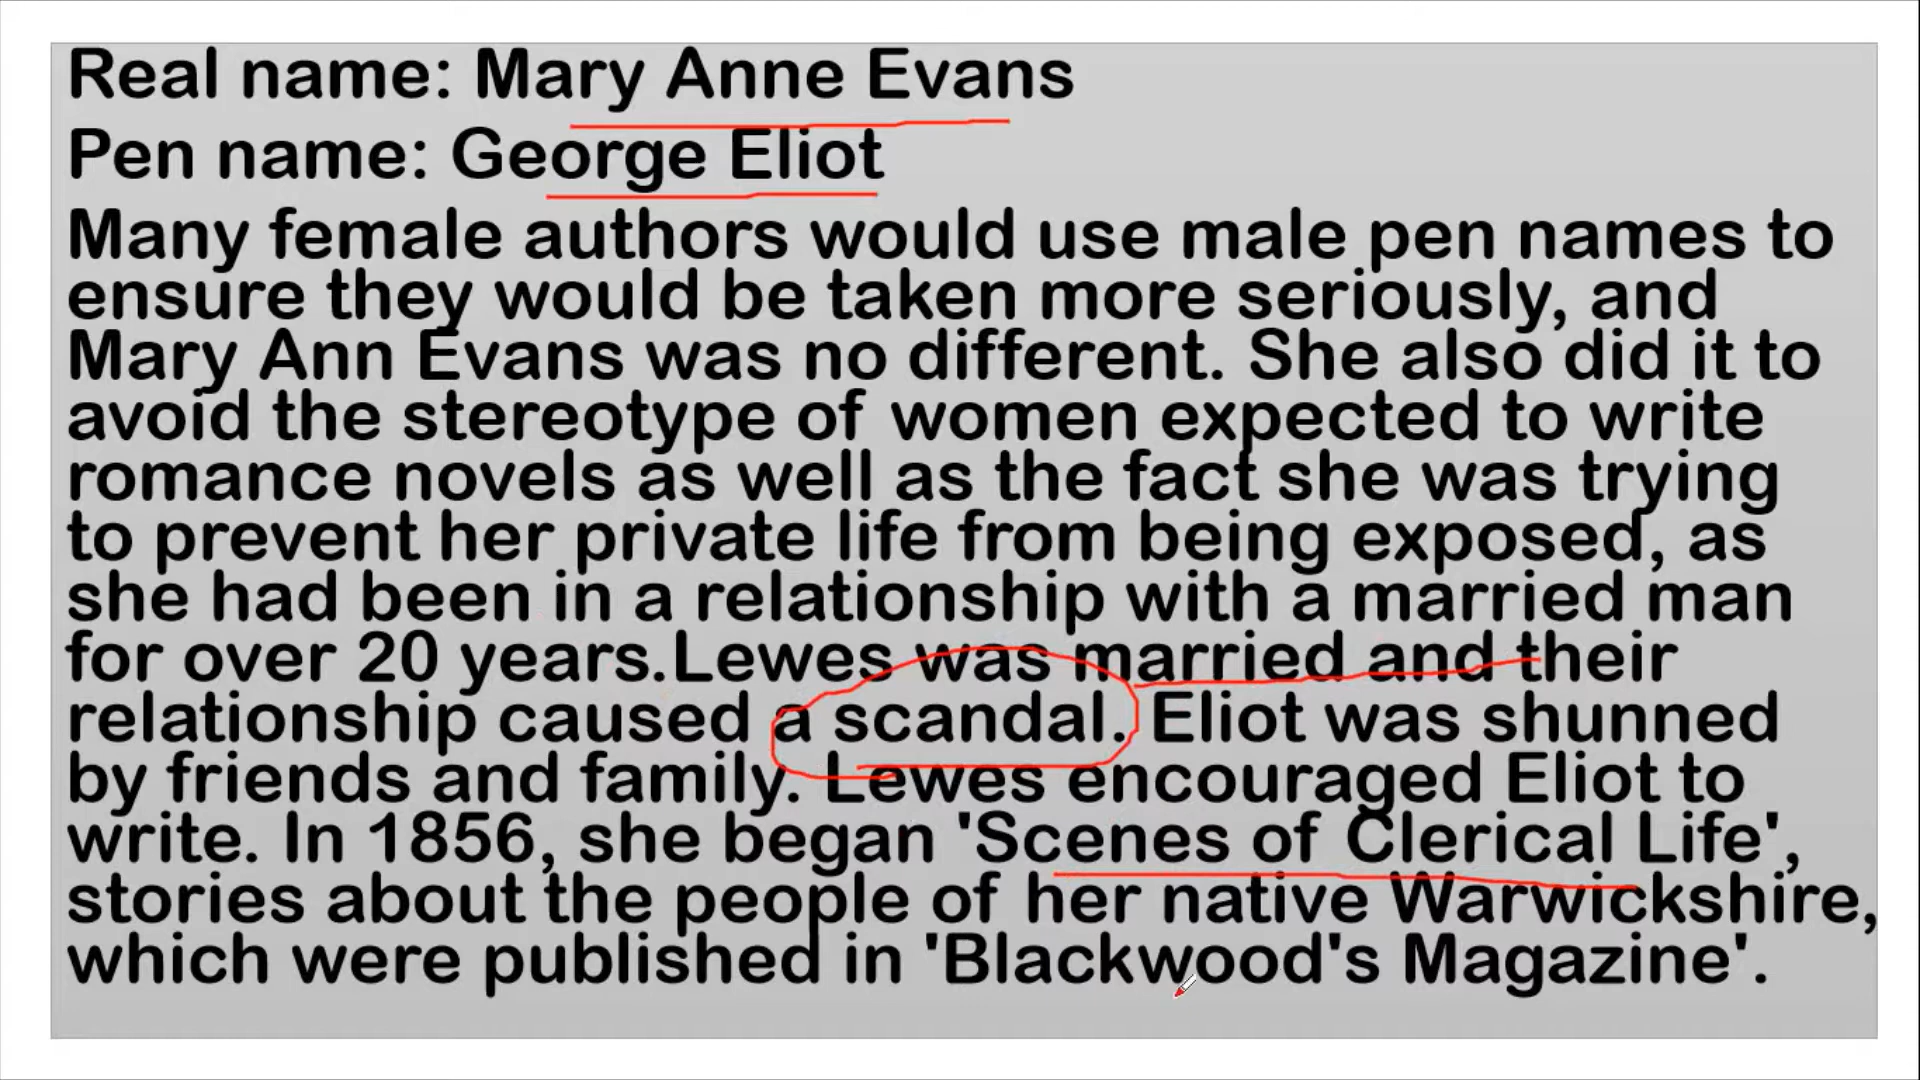 Real name: Mary Anne Evans
Pen name: George Eliot
Many female authors would use male pen names to
ensure they would be taken more seriously, and
Mary Ann Evans was no different. She also did it to
avoid the stereotype of women expected to write
romance novels as well as the fact she was trying
to prevent her private life from being exposed, as
she had been in a relationship with a married man
for over 20 years.Lewes was married and their
relationship caused a scandal. Eliot was shunned
by friends and family. Lewes encouraged Eliot to
write. In 1856, she began 'Scenes of Clerical Life',
stories about the people of her native Warwickshire,
which were published in 'Blackwood's Magazine'.